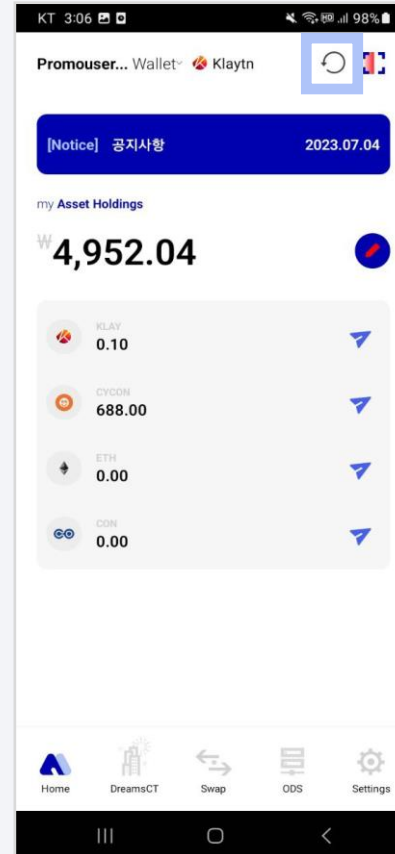 KT 3:06 98%
Promouser... Wallet Klaytn
[Notice] 공지사항 2023.07.04
my Asset Holdings
₩4,952.04
KLAY
0.10
CYCON
688.00
ETH
0.00
CON
0.00
Home DreamsCT Swap ODS Settings